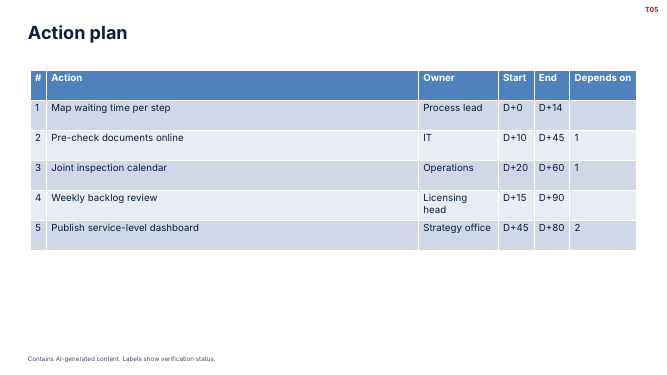 T05
Action plan
# Action Owner Start End Depends on
1 Map waiting time per step Process lead D+0 D+14
2 Pre-check documents online IT D+10 D+45 1
3 Joint inspection calendar Operations D+20 D+60 1
4 Weekly backlog review Licensing head D+15 D+90
5 Publish service-level dashboard Strategy office D+45 D+80 2
Contains AI-generated content. Labels show verification status.